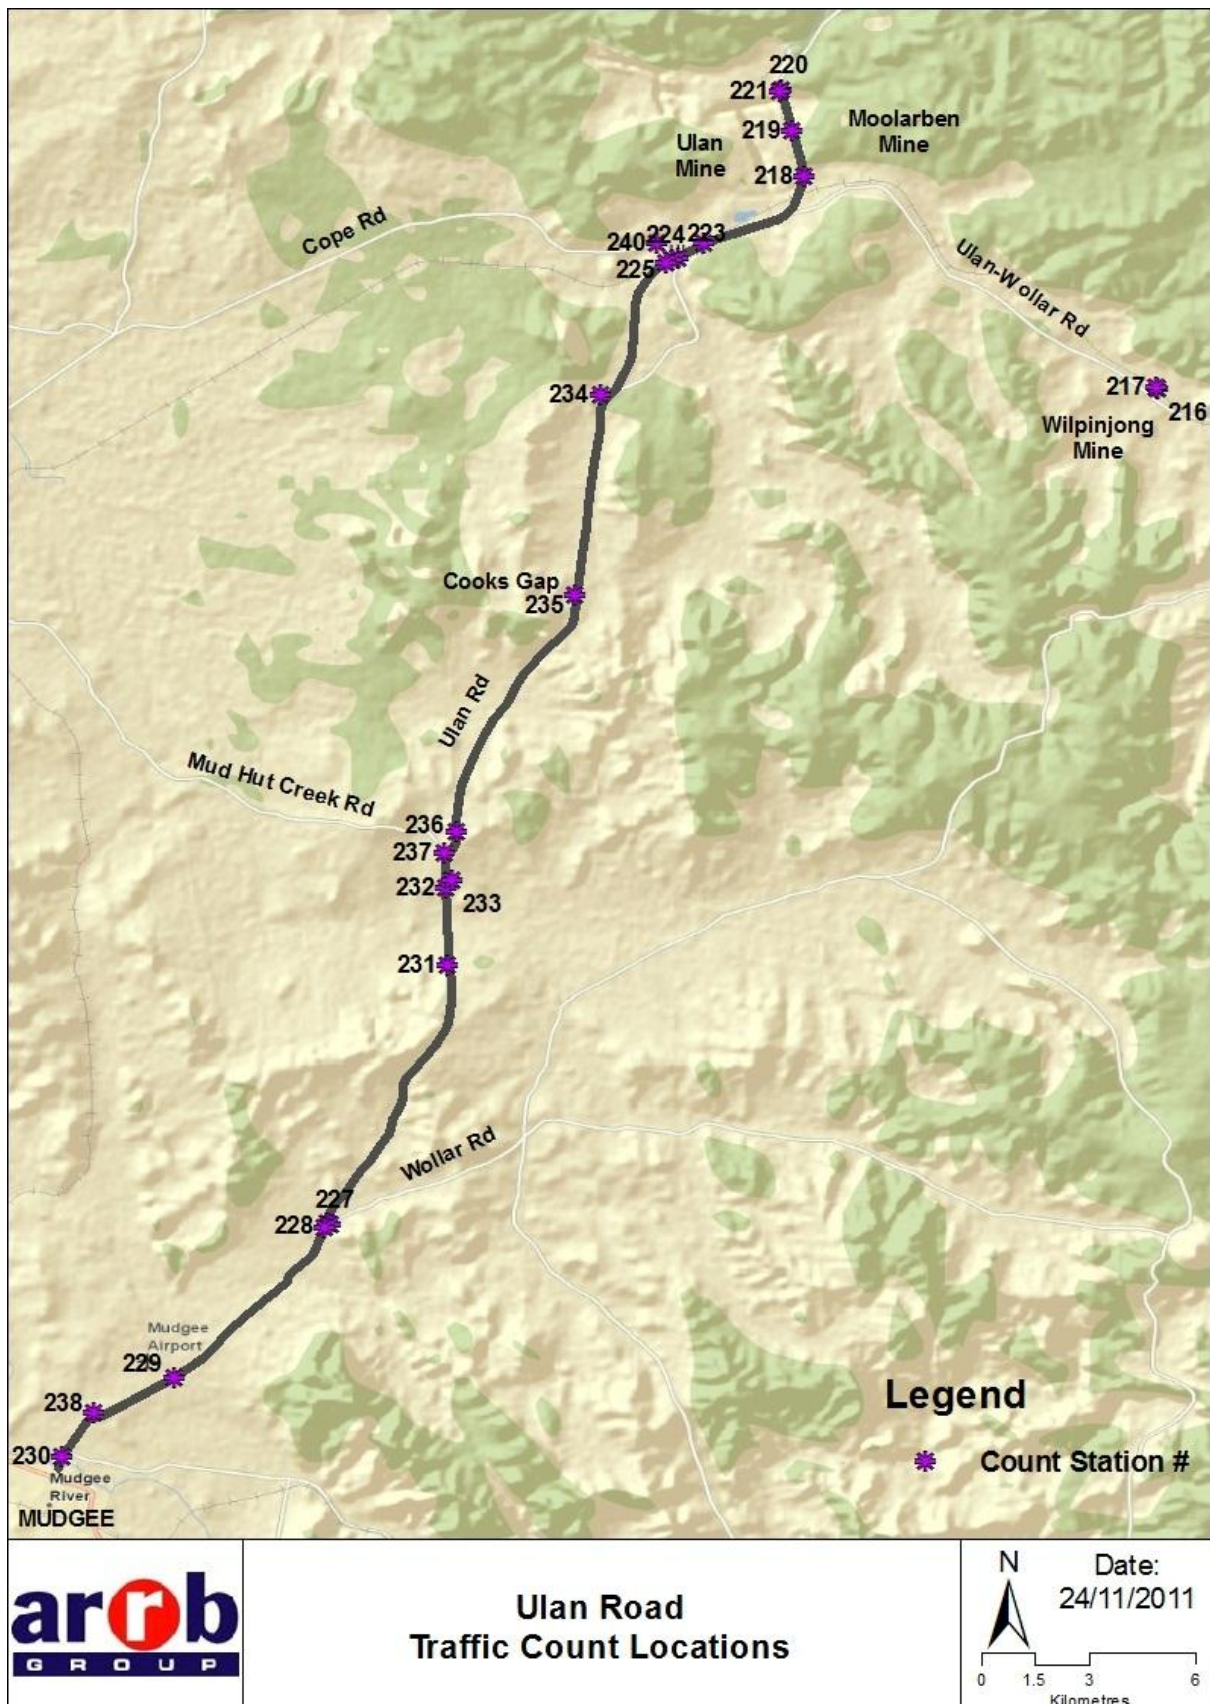 220
221
219
Moolarben
Mine
Ulan
Mine
218
Cope Rd
240
224
223
225
Ulan-Wollar Rd
234
217
216
Wilpinjong
Mine
Cooks Gap
235
Ulan Rd
Mud Hut Creek Rd
236
237
232
233
231
Wollar Rd
227
228
Mudgee
Airport
229
238
230
Mudgee
River
MUDGEE
Legend
Count Station #
arrb
GROUP
Ulan Road
Traffic Count Locations
N
Date:
24/11/2011
0 1.5 3 6
Kilometres